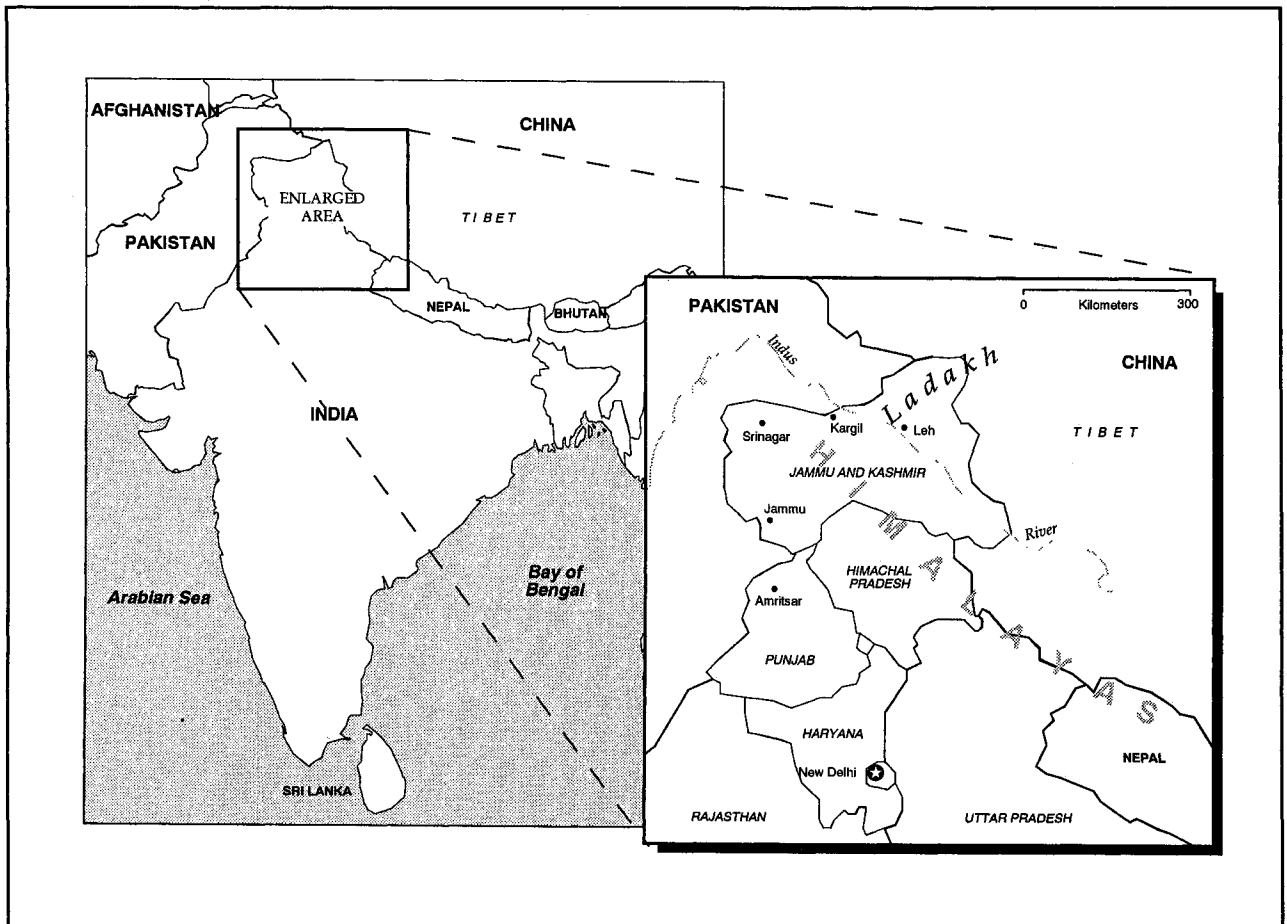 AFGHANISTAN
CHINA
ENLARGED
AREA
TIBET
PAKISTAN
NEPAL
BHUTAN
INDIA
Arabian Sea
Bay of
Bengal
SRI LANKA
PAKISTAN
0 Kilometers 300
Indus
Ladakh
CHINA
Srinagar
Kargil
Leh
TIBET
JAMMU AND KASHMIR
HIMALAYAS
Jammu
River
HIMACHAL
PRADESH
Amritsar
PUNJAB
HARYANA
New Delhi
NEPAL
RAJASTHAN
UTTAR PRADESH